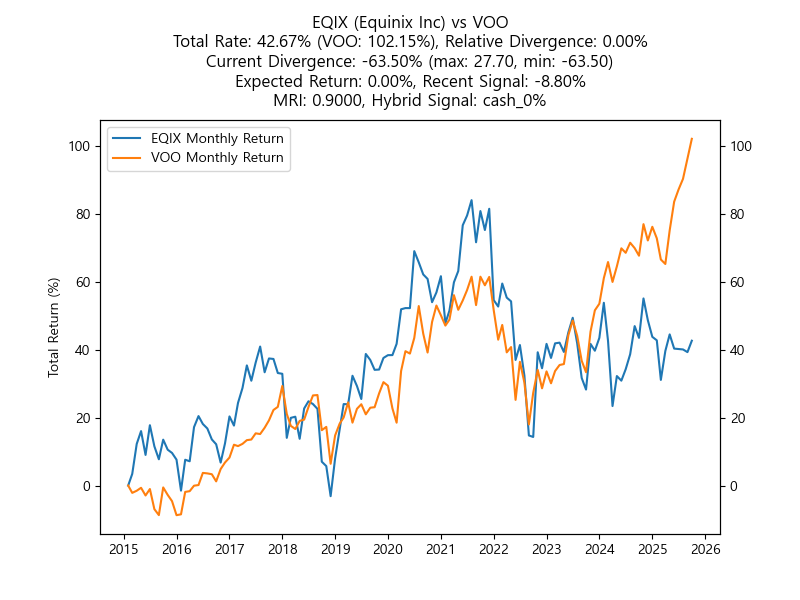 EQIX (Equinix Inc) vs VOO
Total Rate: 42.67% (VOO: 102.15%), Relative Divergence: 0.00%
Current Divergence: -63.50% (max: 27.70, min: -63.50)
Expected Return: 0.00%, Recent Signal: -8.80%
MRI: 0.9000, Hybrid Signal: cash_0%
EQIX Monthly Return
VOO Monthly Return
Total Return (%)
100
80
60
40
20
0
100
80
60
40
20
0
2015 2016 2017 2018 2019 2020 2021 2022 2023 2024 2025 2026